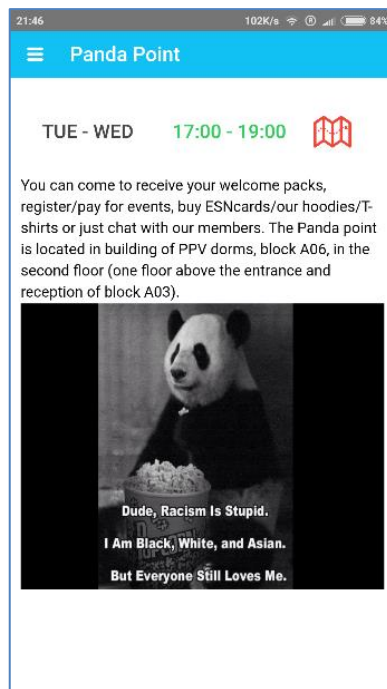 21:46 102K/s 84%
Panda Point
TUE - WED 17:00 - 19:00
You can come to receive your welcome packs,
register/pay for events, buy ESNcards/our hoodies/T-
shirts or just chat with our members. The Panda point
is located in building of PPV dorms, block A06, in the
second floor (one floor above the entrance and
reception of block A03).
Dude, Racism Is Stupid.
I Am Black, White, and Asian.
But Everyone Still Loves Me.